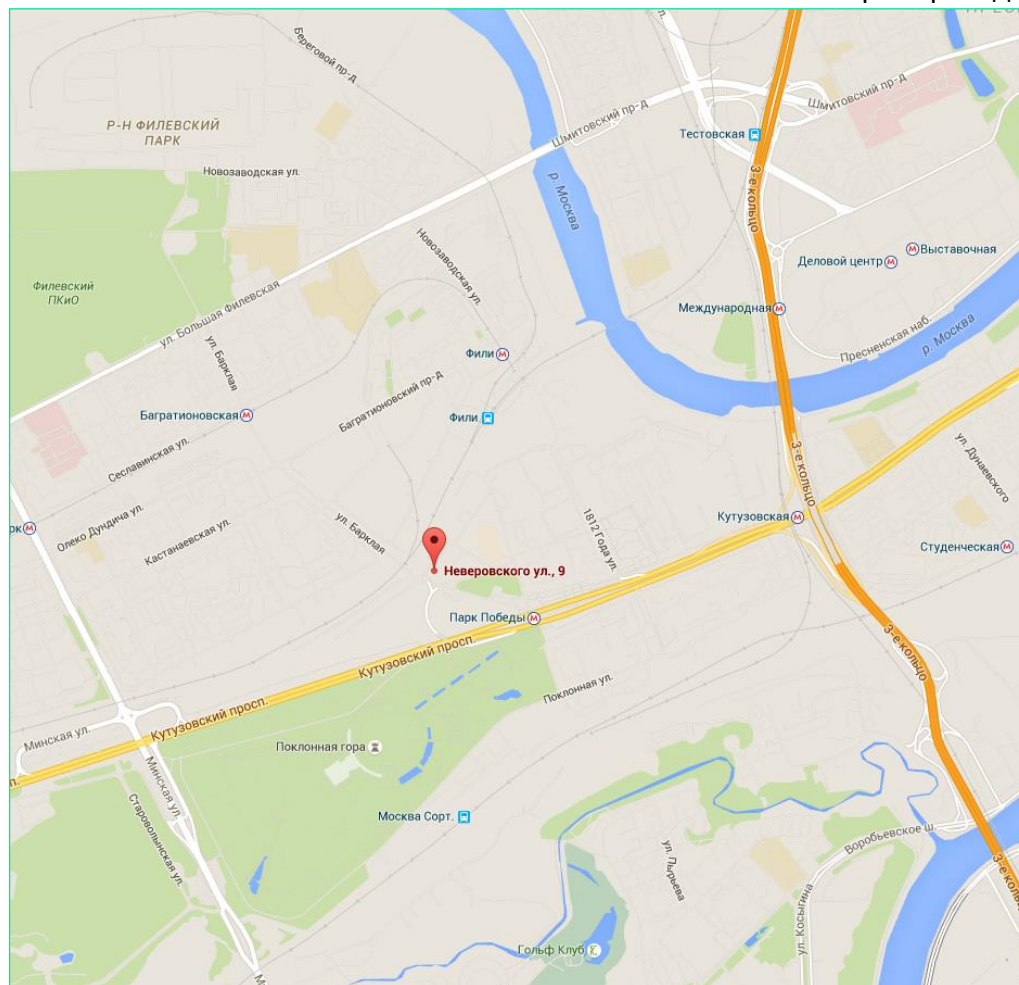 Береговой пр-д
Шмитовский пр-д
Шмитовский пр-д
Р-Н ФИЛЕВСКИЙ
ПАРК
Тестовская
Новозаводская ул.
р. Москва
3-е кольцо
Новозаводская ул.
Выставочная
Деловой центр
Филевский
ПКиО
Международная
ул. Большая Филевская
Пресненская наб.
р. Москва
ул. Барклая
Фили
Багратионовский пр-д
Багратионовская
Фили
Сеславинская ул.
3-е кольцо
ул. Дунаевского
Олеко Дундича ул.
Кастанаевская ул.
ул. Барклая
1812 Года ул.
Кутузовская
Студенческая
Неверовского ул., 9
Парк Победы
Кутузовский просп.
3-е кольцо
Поклонная ул.
Кутузовский просп.
Минская ул.
Поклонная гора
Минская ул.
Староволынская ул.
Москва Сорт.
Воробьевское ш.
ул. Пырьева
3-е кольцо
ул. Косыгина
Гольф Клуб